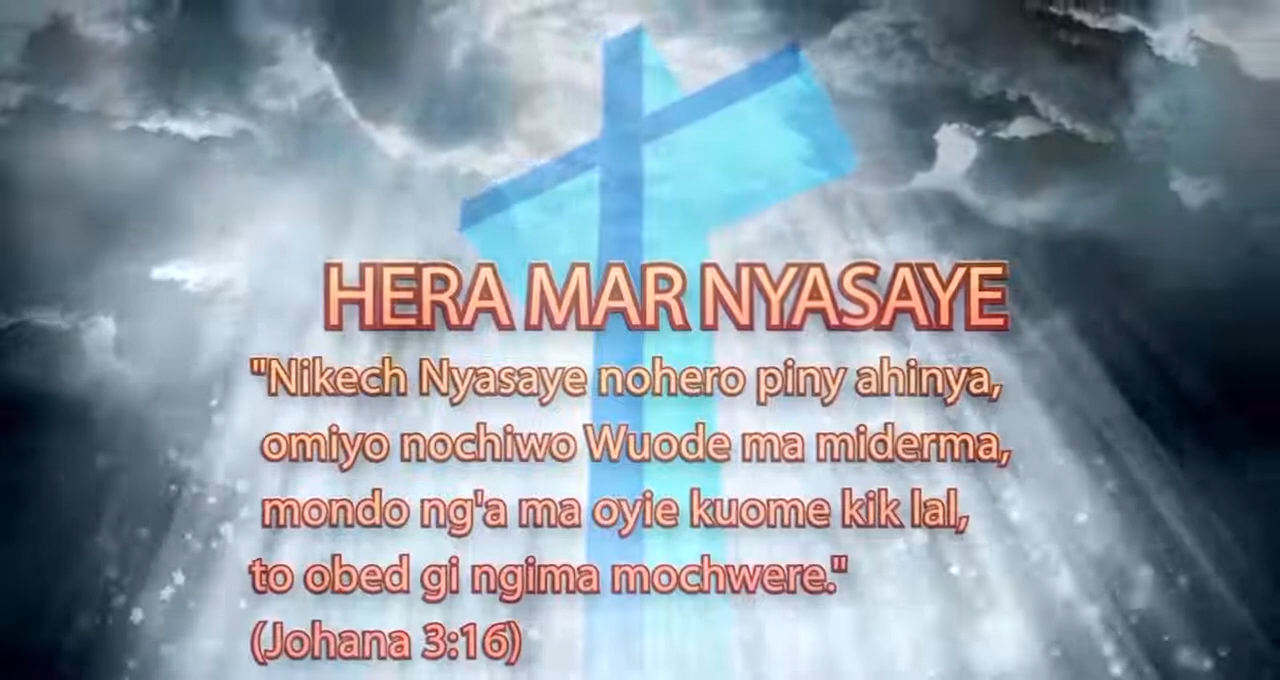 HERA MAR NYASAYE
"Nikech Nyasaye nohero piny ahinya,
omiyo nochiwo Wuode ma miderma,
mondo ng'a ma oyie kuome kik lal,
to obed gi ngima mochwere."
(Johana 3:16)